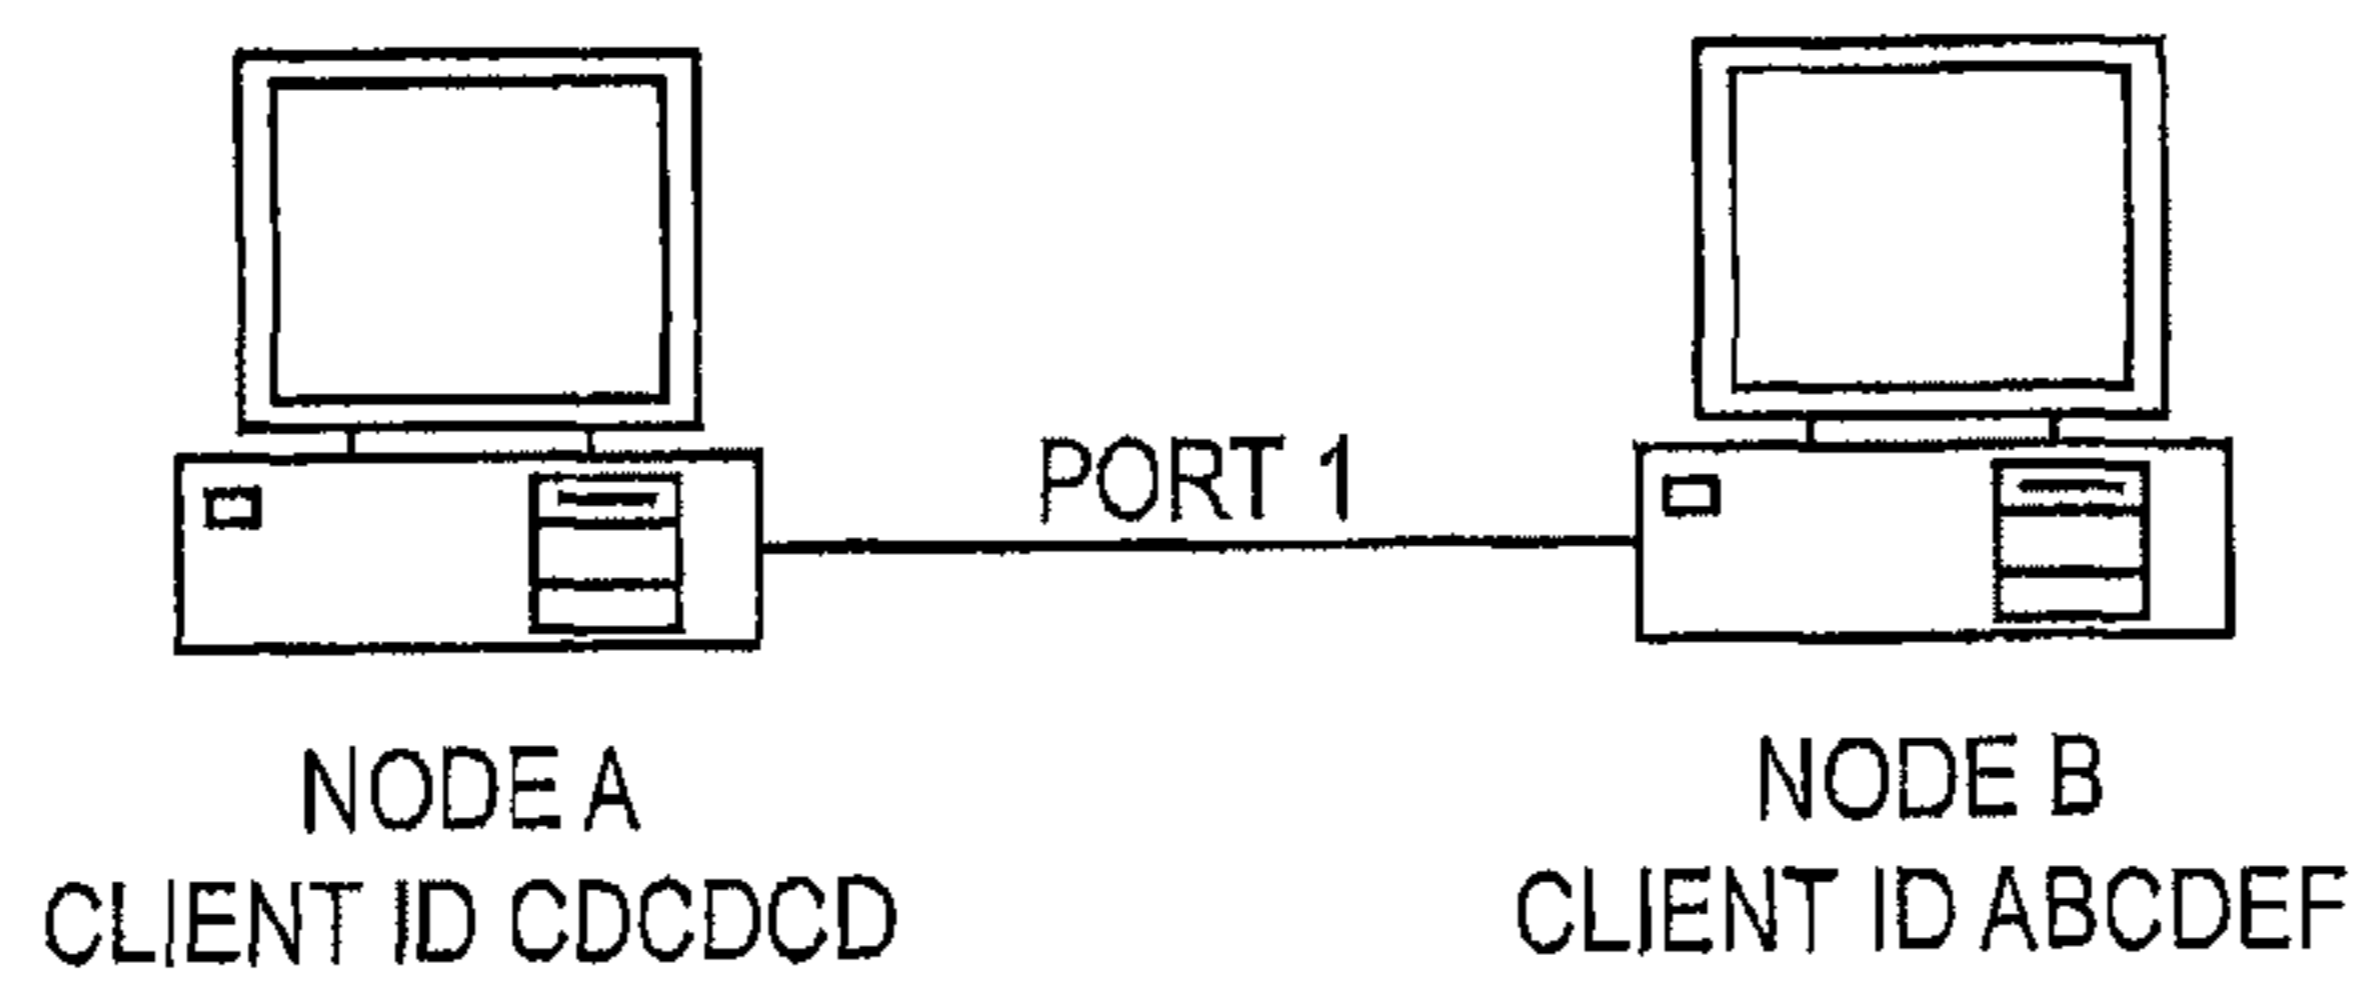 PORT 1
NODE A
CLIENT ID CDCDCD
NODE B
CLIENT ID ABCDEF